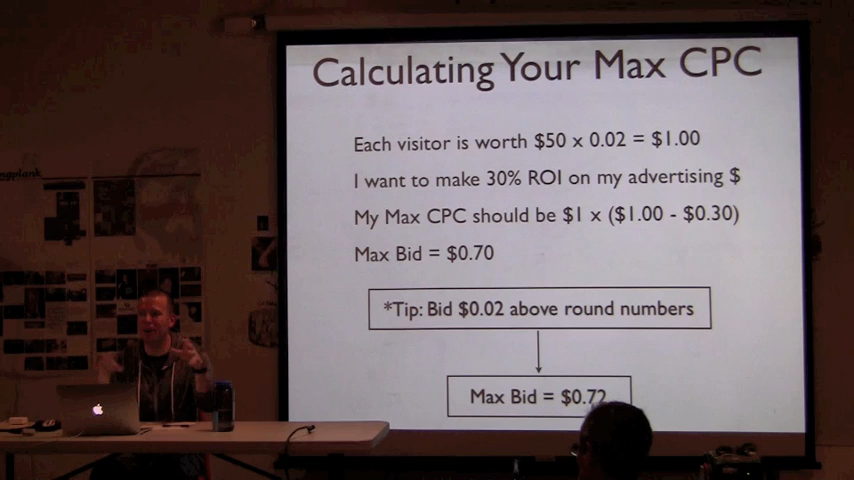 Calculating Your Max CPC
Each visitor is worth $50 x 0.02 = $1.00
I want to make 30% ROI on my advertising $
My Max CPC should be $1 x ($1.00 - $0.30)
Max Bid = $0.70
*Tip: Bid $0.02 above round numbers
Max Bid = $0.72
ngplank